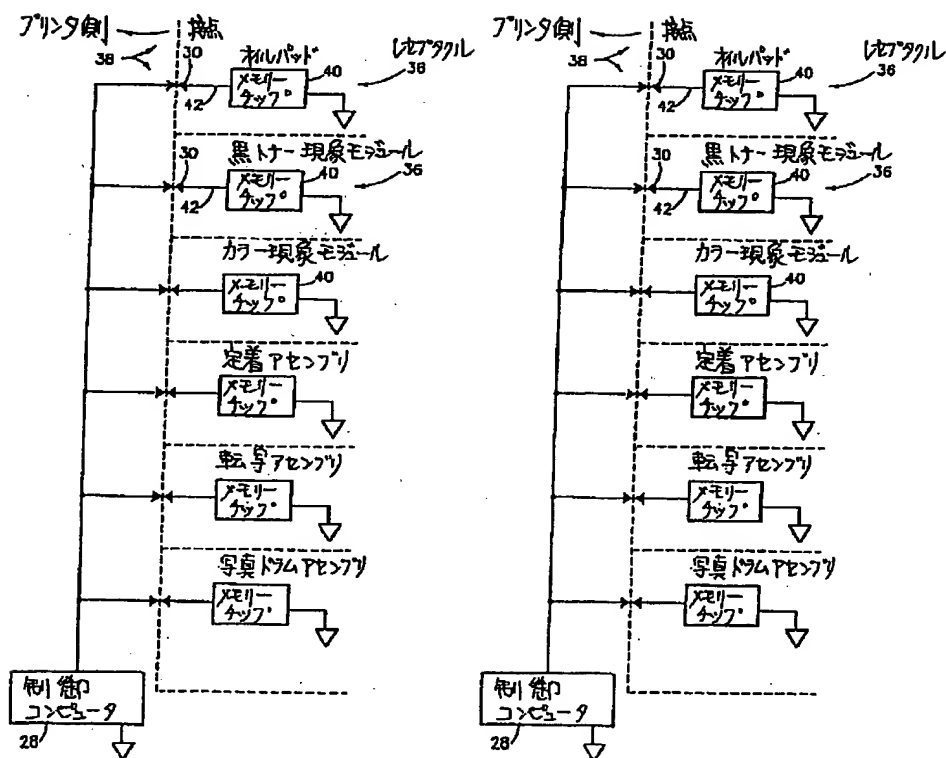 プリンタ側 接点
38
30 オイルパッド レセプタクル
メモリー 40 38
チップ
42
黒トナー現象モジュール
30 メモリー 40 36
チップ
42
カラー現象モジュール
メモリー 40
チップ
定着アセンブリ
メモリー
チップ
転写アセンブリ
メモリー
チップ
写真ドラムアセンブリ
メモリー
チップ
制御
コンピュータ
28
プリンタ側 接点
38
30 オイルパッド レセプタクル
メモリー 40 36
チップ
42
黒トナー現象モジュール
30 メモリー 40 36
チップ
42
カラー現象モジュール
メモリー 40
チップ
定着アセンブリ
メモリー
チップ
転写アセンブリ
メモリー
チップ
写真ドラムアセンブリ
メモリー
チップ
制御
コンピュータ
28